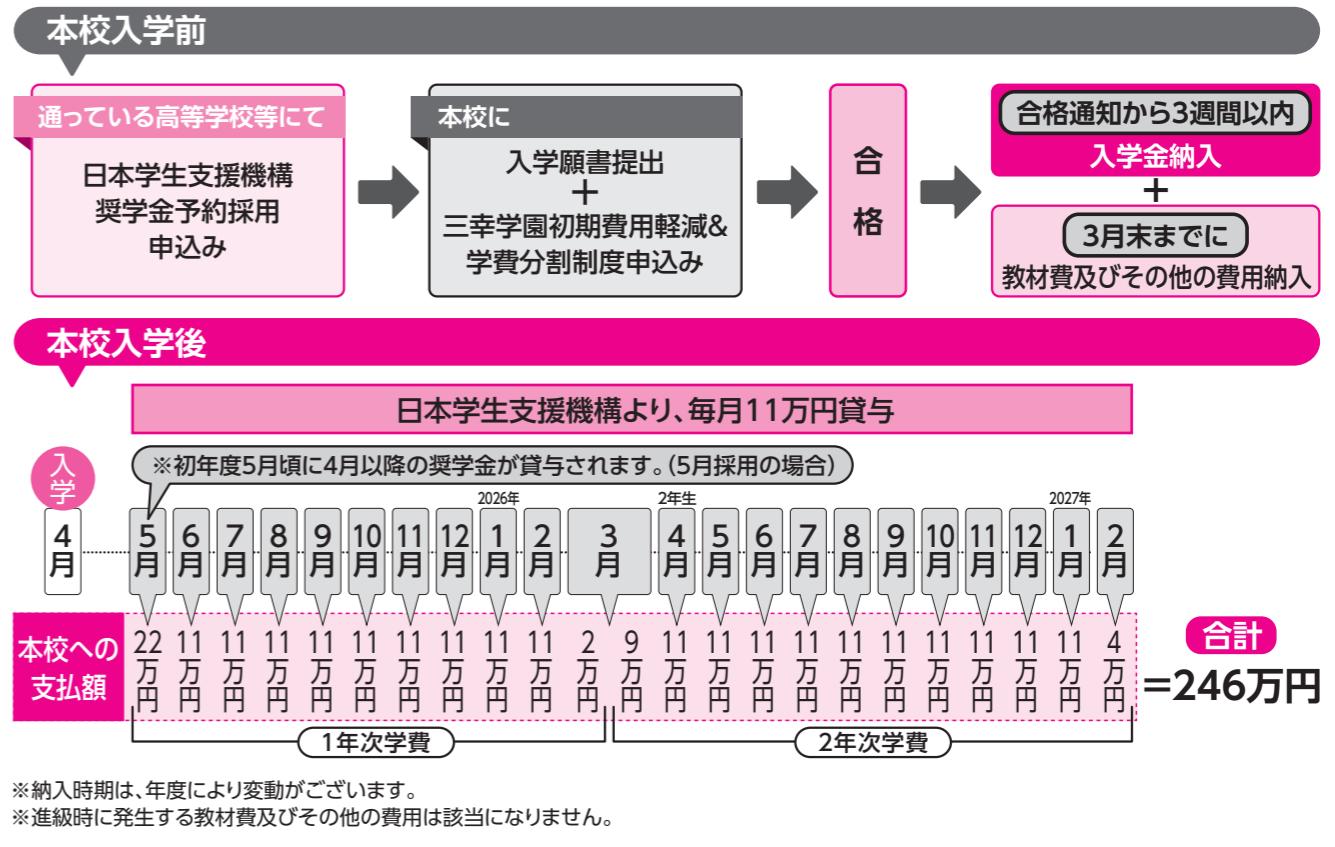 本校入学前
通っている高等学校等にて
日本学生支援機構
奨学金予約採用
申込み
本校に
入学願書提出
+
三幸学園初期費用軽減&
学費分割制度申込み
合格
合格通知から3週間以内
入学金納入
+
3月末までに
教材費及びその他の費用納入
本校入学後
日本学生支援機構より、毎月11万円貸与
入学
※初年度5月頃に4月以降の奨学金が貸与されます。(5月採用の場合)
2026年 2年生 2027年
4月 5月 6月 7月 8月 9月 10月 11月 12月 1月 2月 3月 4月 5月 6月 7月 8月 9月 10月 11月 12月 1月 2月
本校への
支払額
22万円 11万円 11万円 11万円 11万円 11万円 11万円 11万円 11万円 11万円 2万円 9万円 11万円 11万円 11万円 11万円 11万円 11万円 11万円 11万円 11万円 11万円 4万円
合計
=246万円
1年次学費 2年次学費
※納入時期は、年度により変動がございます。
※進級時に発生する教材費及びその他の費用は該当になりません。